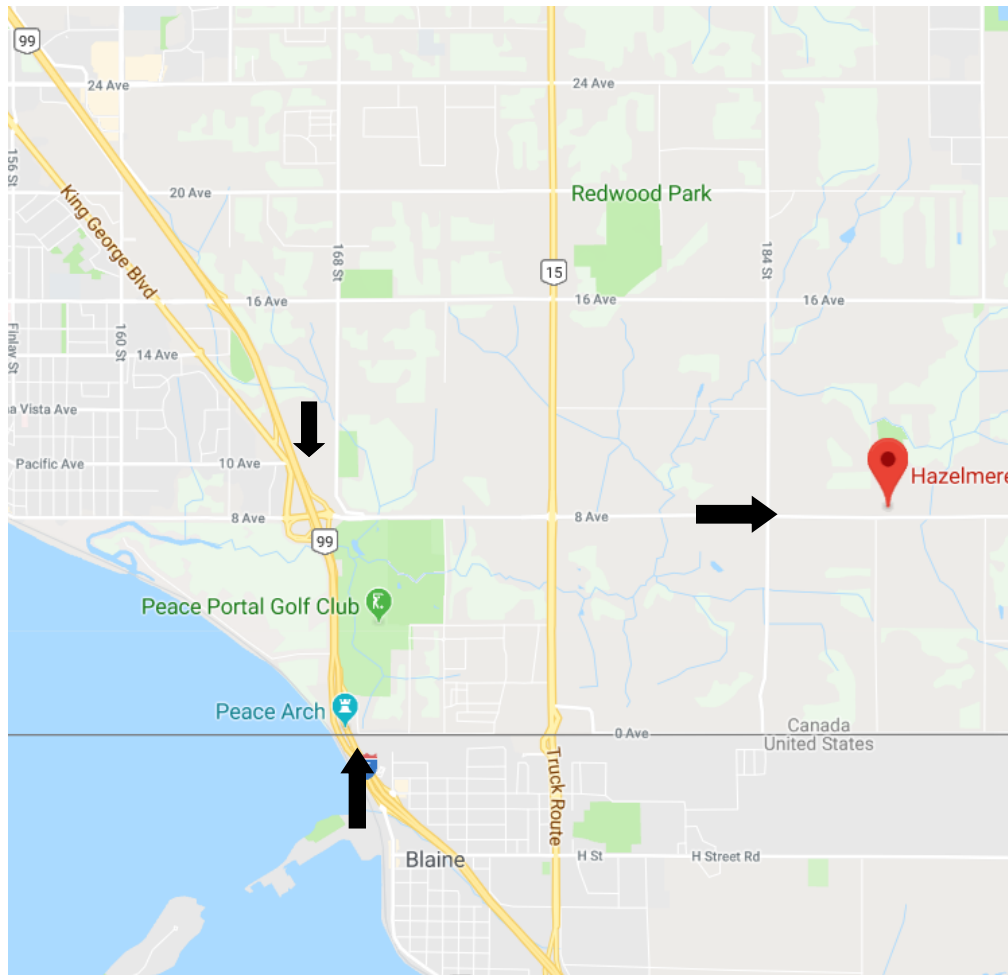 99
24 Ave
24 Ave
156 St
King George Blvd
20 Ave
Redwood Park
168 St
184 St
15
16 Ave
16 Ave
16 Ave
Finlay St
160 St
14 Ave
a Vista Ave
Pacific Ave
10 Ave
Hazelmere
8 Ave
8 Ave
99
Peace Portal Golf Club
Peace Arch
0 Ave
Canada
United States
Truck Route
Blaine
H St
H Street Rd